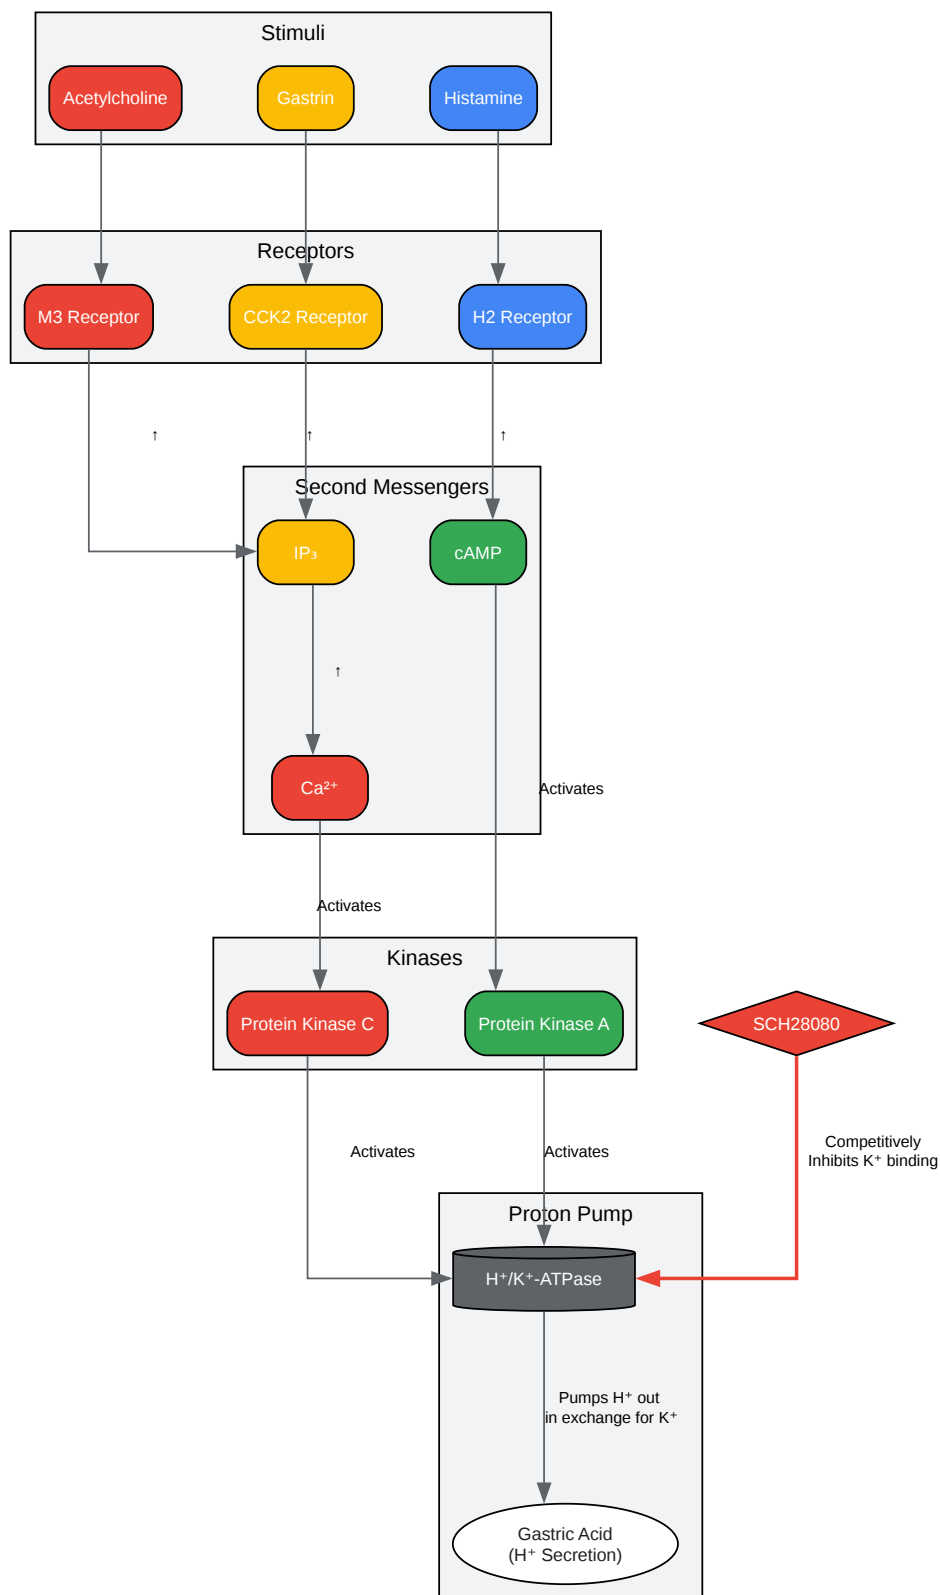 Stimuli
Acetylcholine
Gastrin
Histamine
Receptors
M3 Receptor
CCK2 Receptor
H2 Receptor
↑
↑
↑
Second Messengers
IP₃
cAMP
↑
Ca²⁺
Activates
Activates
Kinases
Protein Kinase C
Protein Kinase A
SCH28080
Activates
Activates
Competitively
Inhibits K⁺ binding
Proton Pump
H⁺/K⁺-ATPase
Pumps H⁺ out
in exchange for K⁺
Gastric Acid
(H⁺ Secretion)